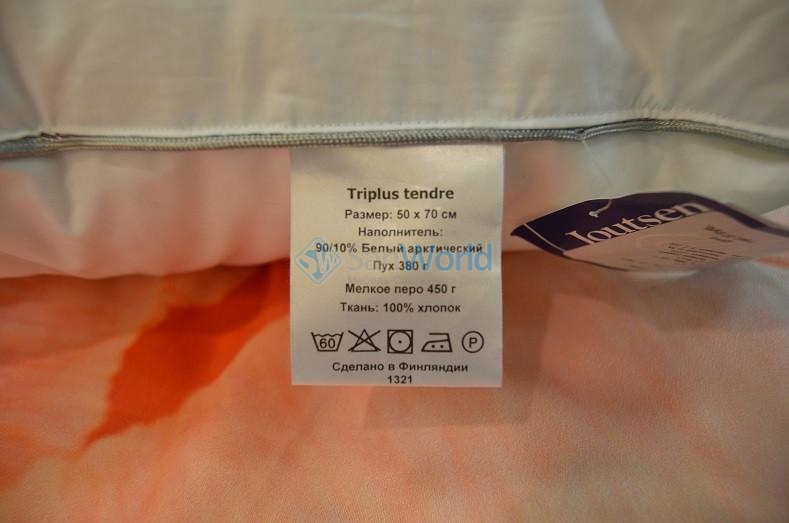 Triplus tendre
Размер: 50 x 70 см
Наполнитель:
90/10% Белый арктический
Пух 380 г
Мелкое перо 450 г
Ткань: 100% хлопок
60
P
Сделано в Финляндии
1321
Joutsen
SanWorld